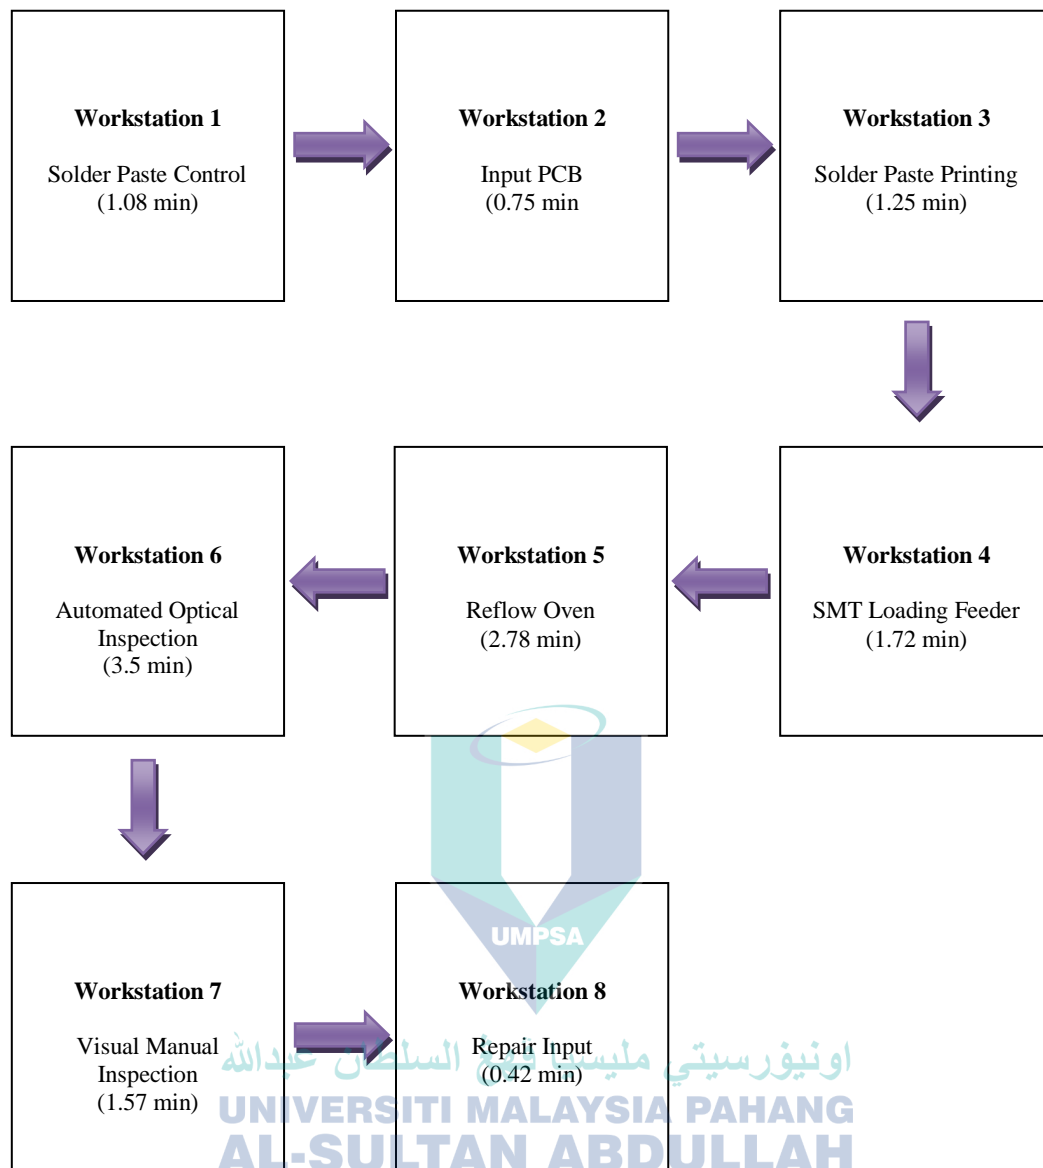 Workstation 1
Solder Paste Control
(1.08 min)
Workstation 2
Input PCB
(0.75 min
Workstation 3
Solder Paste Printing
(1.25 min)
Workstation 6
Automated Optical
Inspection
(3.5 min)
Workstation 5
Reflow Oven
(2.78 min)
Workstation 4
SMT Loading Feeder
(1.72 min)
UMPSA
Workstation 7
Visual Manual
Inspection
(1.57 min)
Workstation 8
Repair Input
(0.42 min)
اونيۏرسيتي مليسيا ڤهڠ السلطان عبدالله
UNIVERSITI MALAYSIA PAHANG
AL-SULTAN ABDULLAH